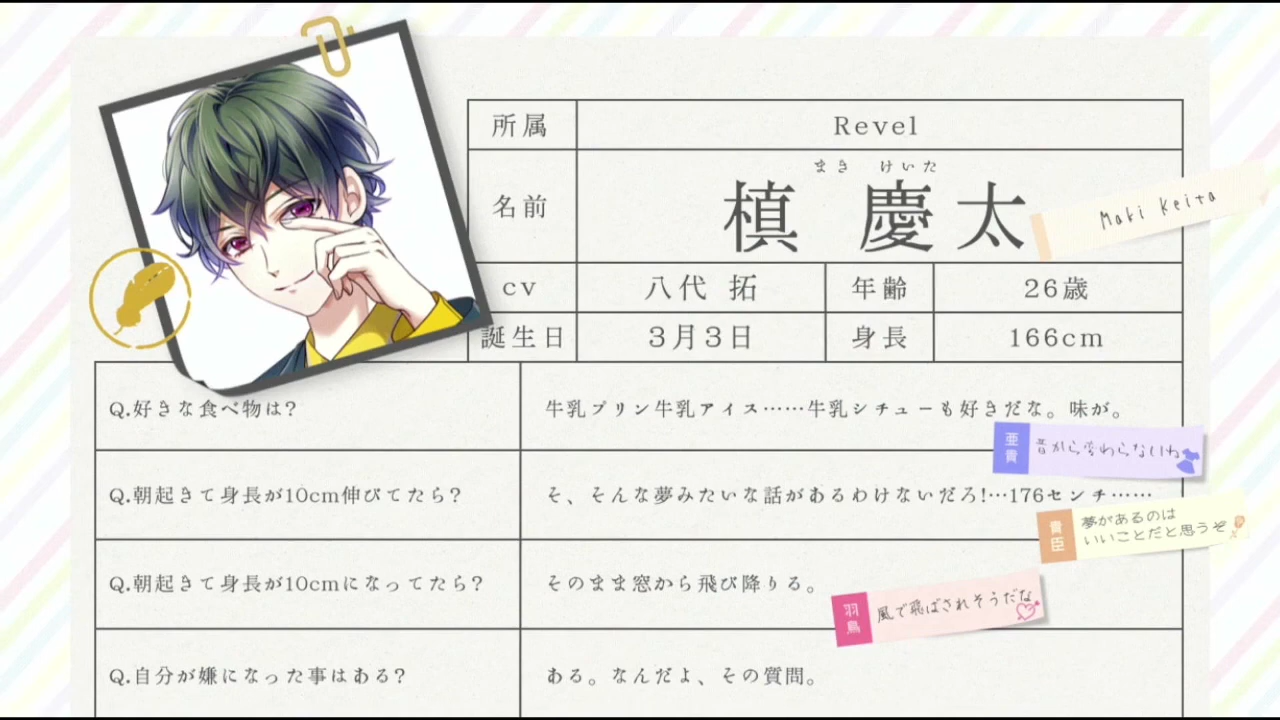 所属 Revel
まき けいた
名前 槙 慶太
Maki Keita
cv 八代 拓 年齢 26歳
誕生日 3月3日 身長 166cm
Q.好きな食べ物は? 牛乳プリン牛乳アイス……牛乳シチューも好きだな。味が。
亜貴 昔から変わらないね
Q.朝起きて身長が10cm伸びてたら? そ、そんな夢みたいな話があるわけないだろ!…176センチ……
貴臣 夢があるのは
いいことだと思うぞ
Q.朝起きて身長が10cmになってたら? そのまま窓から飛び降りる。
羽鳥 風で飛ばされそうだな
Q.自分が嫌になった事はある? ある。なんだよ、その質問。